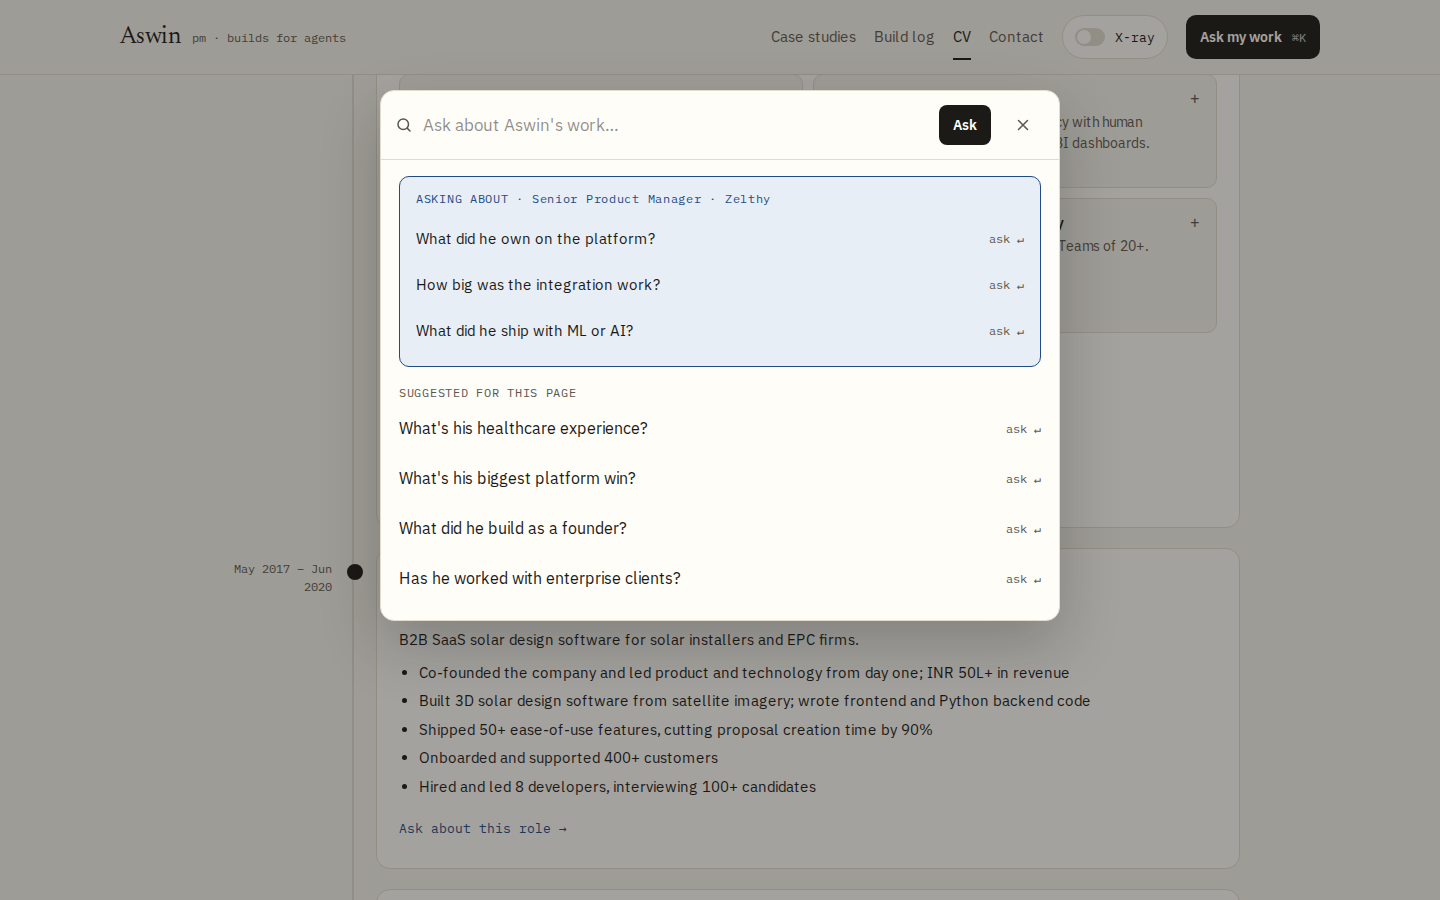 Aswin pm · builds for agents
Case studies Build log CV Contact X-ray Ask my work ⌘K
Ask about Aswin's work... Ask
+
cy with human
BI dashboards.
ASKING ABOUT · Senior Product Manager · Zelthy
What did he own on the platform? ask ↵
+
Teams of 20+.
How big was the integration work? ask ↵
What did he ship with ML or AI? ask ↵
SUGGESTED FOR THIS PAGE
What's his healthcare experience? ask ↵
What's his biggest platform win? ask ↵
What did he build as a founder? ask ↵
Has he worked with enterprise clients? ask ↵
May 2017 – Jun
2020
B2B SaaS solar design software for solar installers and EPC firms.
• Co-founded the company and led product and technology from day one; INR 50L+ in revenue
• Built 3D solar design software from satellite imagery; wrote frontend and Python backend code
• Shipped 50+ ease-of-use features, cutting proposal creation time by 90%
• Onboarded and supported 400+ customers
• Hired and led 8 developers, interviewing 100+ candidates
Ask about this role →